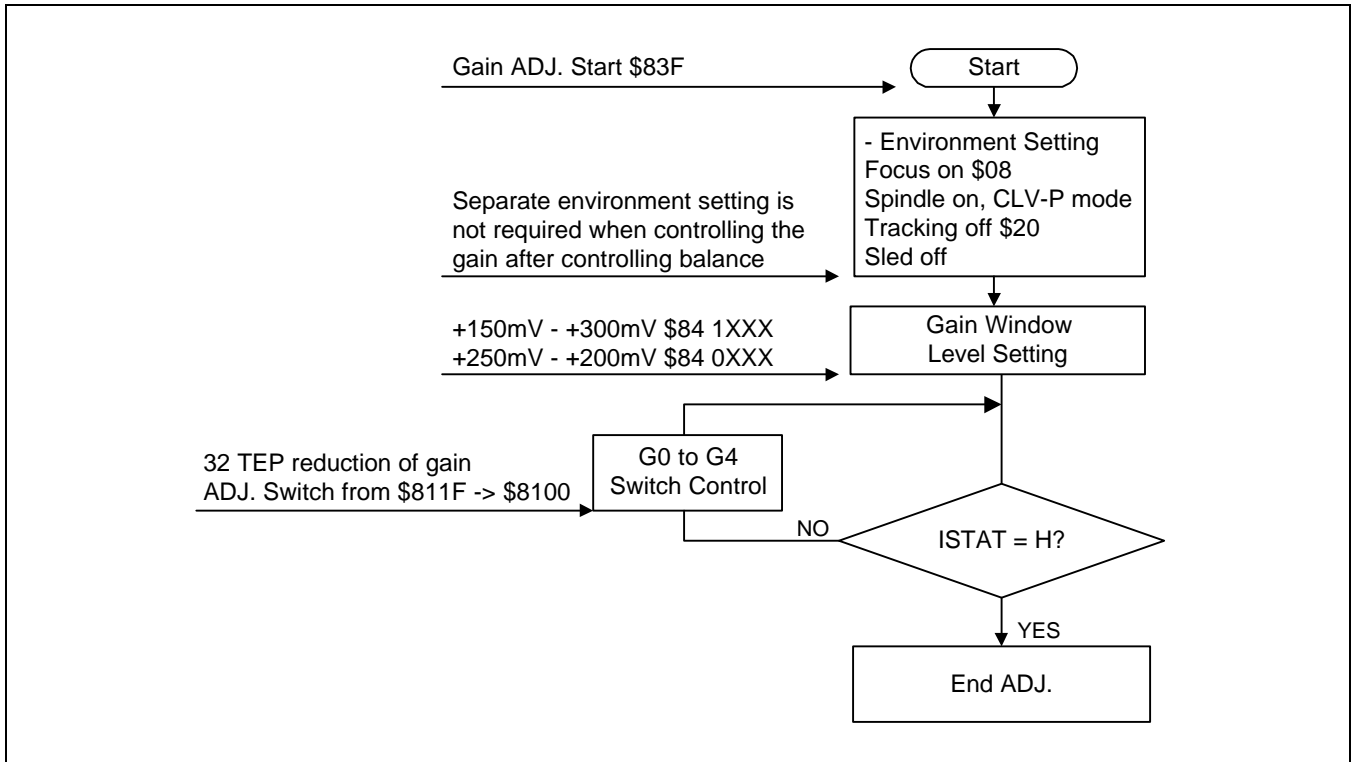 Gain ADJ. Start $83F
Start
- Environment Setting
Focus on $08
Spindle on, CLV-P mode
Tracking off $20
Sled off
Separate environment setting is
not required when controlling the
gain after controlling balance
+150mV - +300mV $84 1XXX
+250mV - +200mV $84 0XXX
Gain Window
Level Setting
32 TEP reduction of gain
ADJ. Switch from $811F -> $8100
G0 to G4
Switch Control
NO
ISTAT = H?
YES
End ADJ.